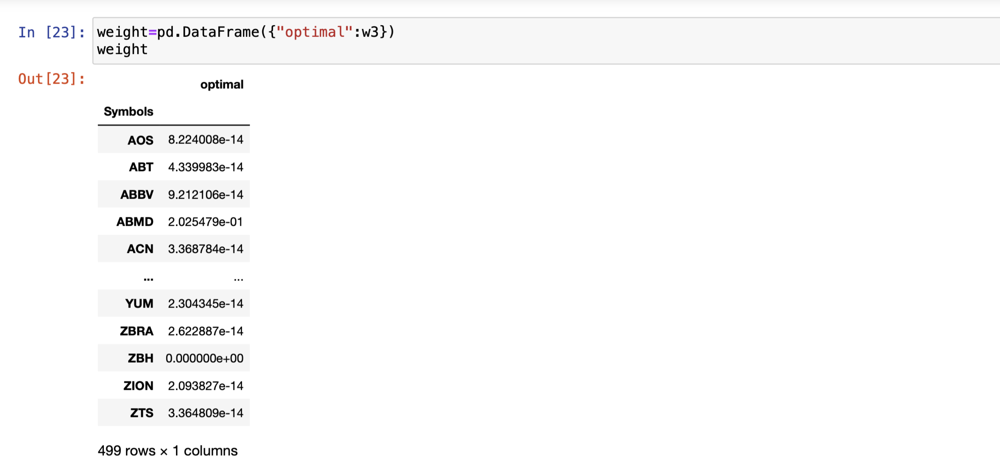 In [23]: weight=pd.DataFrame({"optimal":w3})
weight
Out[23]:
optimal
Symbols
AOS 8.224008e-14
ABT 4.339983e-14
ABBV 9.212106e-14
ABMD 2.025479e-01
ACN 3.368784e-14
... ...
YUM 2.304345e-14
ZBRA 2.622887e-14
ZBH 0.000000e+00
ZION 2.093827e-14
ZTS 3.364809e-14
499 rows × 1 columns